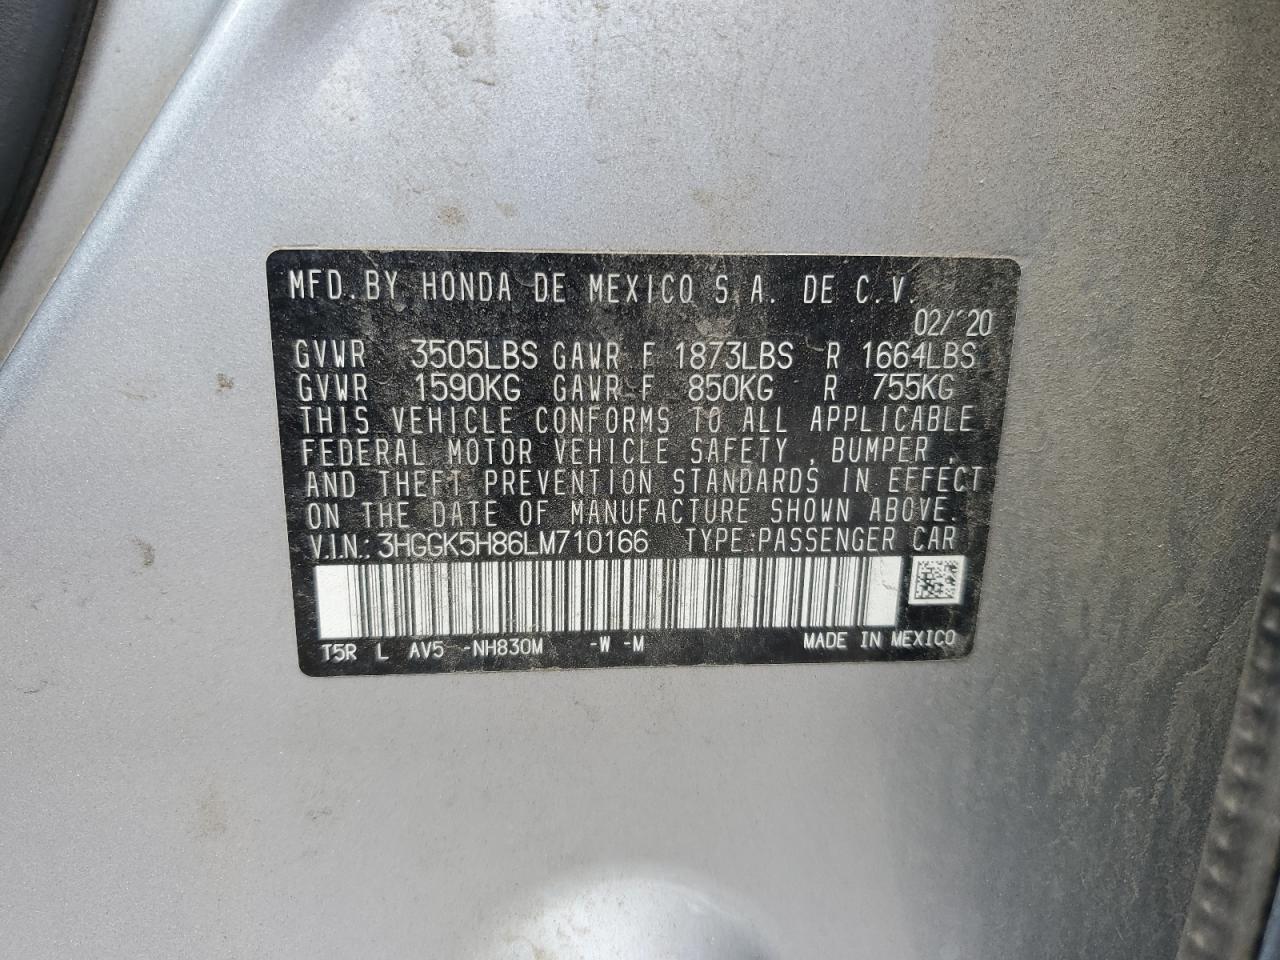 MFD. BY HONDA DE MEXICO S.A. DE C.V.
02/'20
GVWR 3505LBS GAWR F 1873LBS R 1664LBS
GVWR 1590KG GAWR F 850KG R 755KG
THIS VEHICLE CONFORMS TO ALL APPLICABLE
FEDERAL MOTOR VEHICLE SAFETY, BUMPER,
AND THEFT PREVENTION STANDARDS IN EFFECT
ON THE DATE OF MANUFACTURE SHOWN ABOVE.
V.I.N.: 3HGGK5H86LM710166 TYPE:PASSENGER CAR
T5R L AV5 -NH830M -W -M MADE IN MEXICO